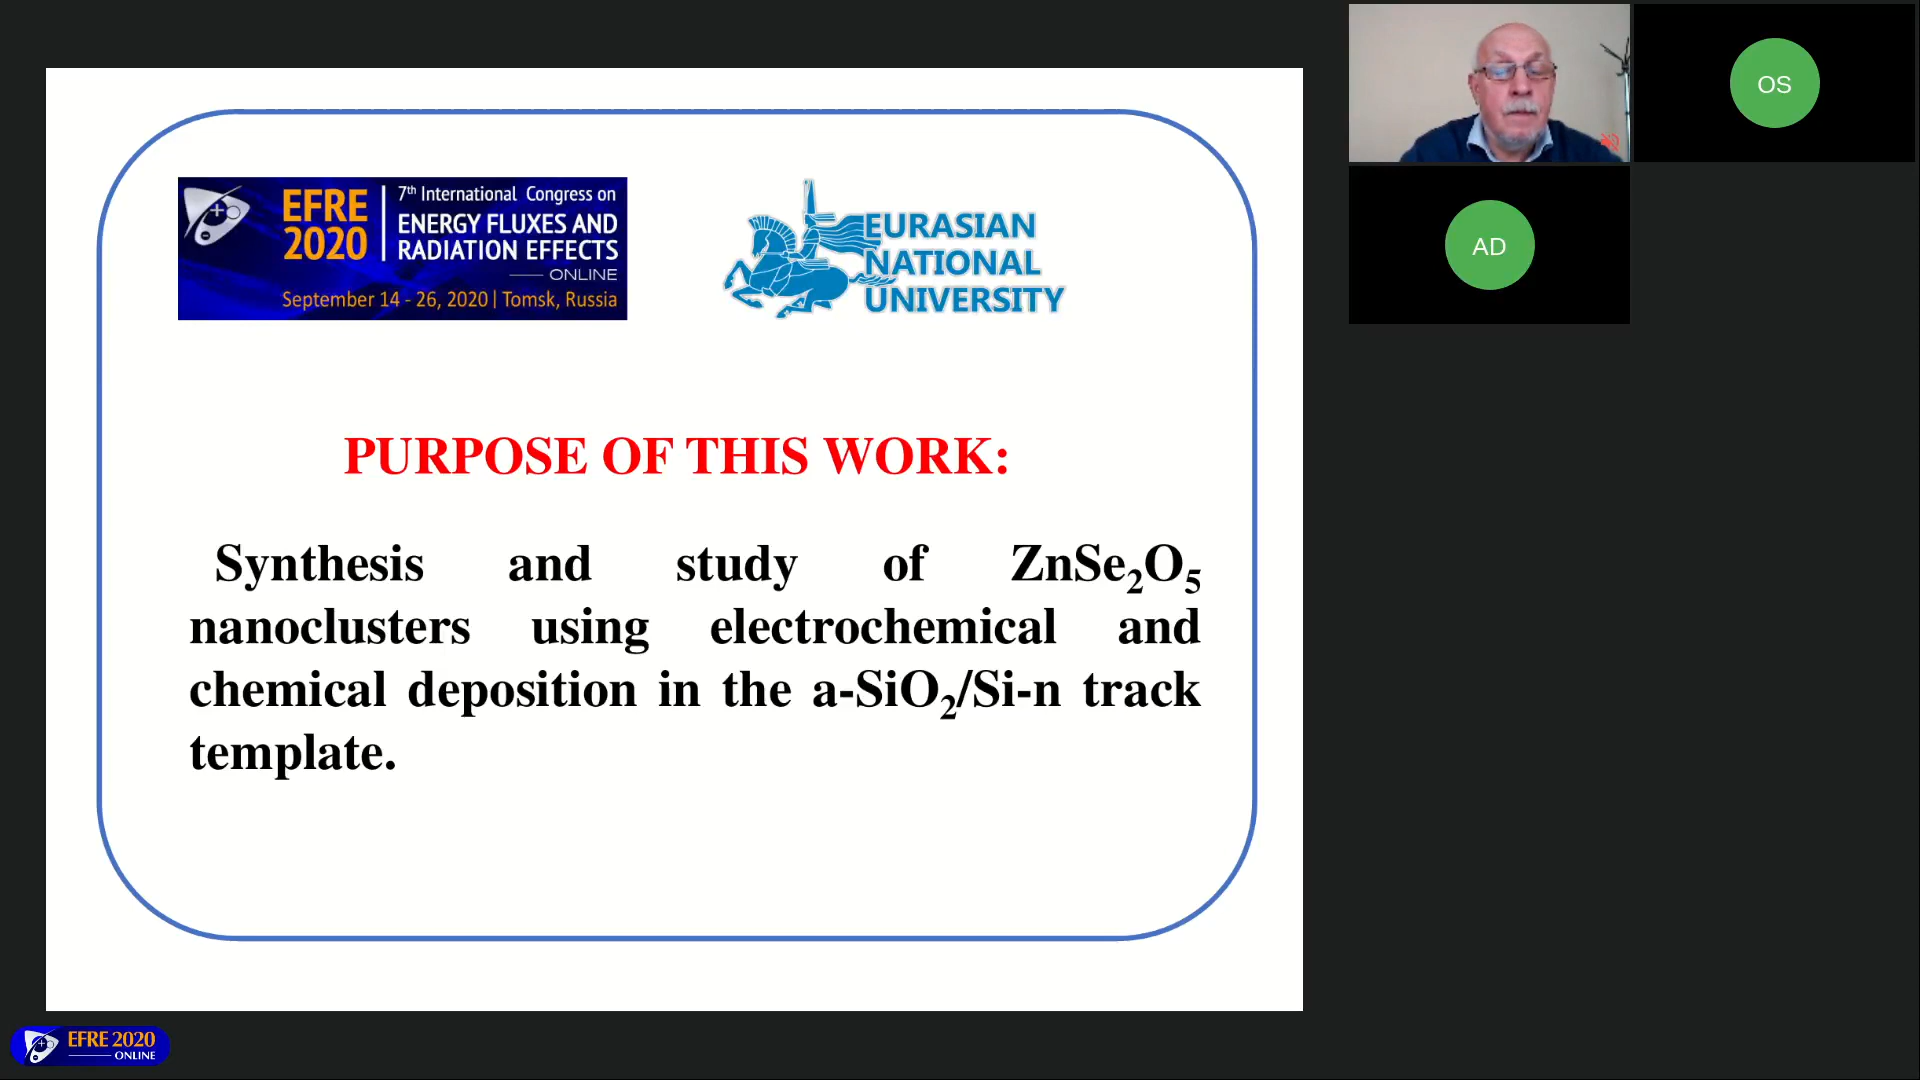 EFRE
2020
7th International Congress on
ENERGY FLUXES AND
RADIATION EFFECTS
ONLINE
September 14 - 26, 2020 | Tomsk, Russia
EURASIAN
NATIONAL
UNIVERSITY
PURPOSE OF THIS WORK:
Synthesis and study of ZnSe₂O₅
nanoclusters using electrochemical and
chemical deposition in the a-SiO₂/Si-n track
template.
OS
AD
EFRE 2020
ONLINE